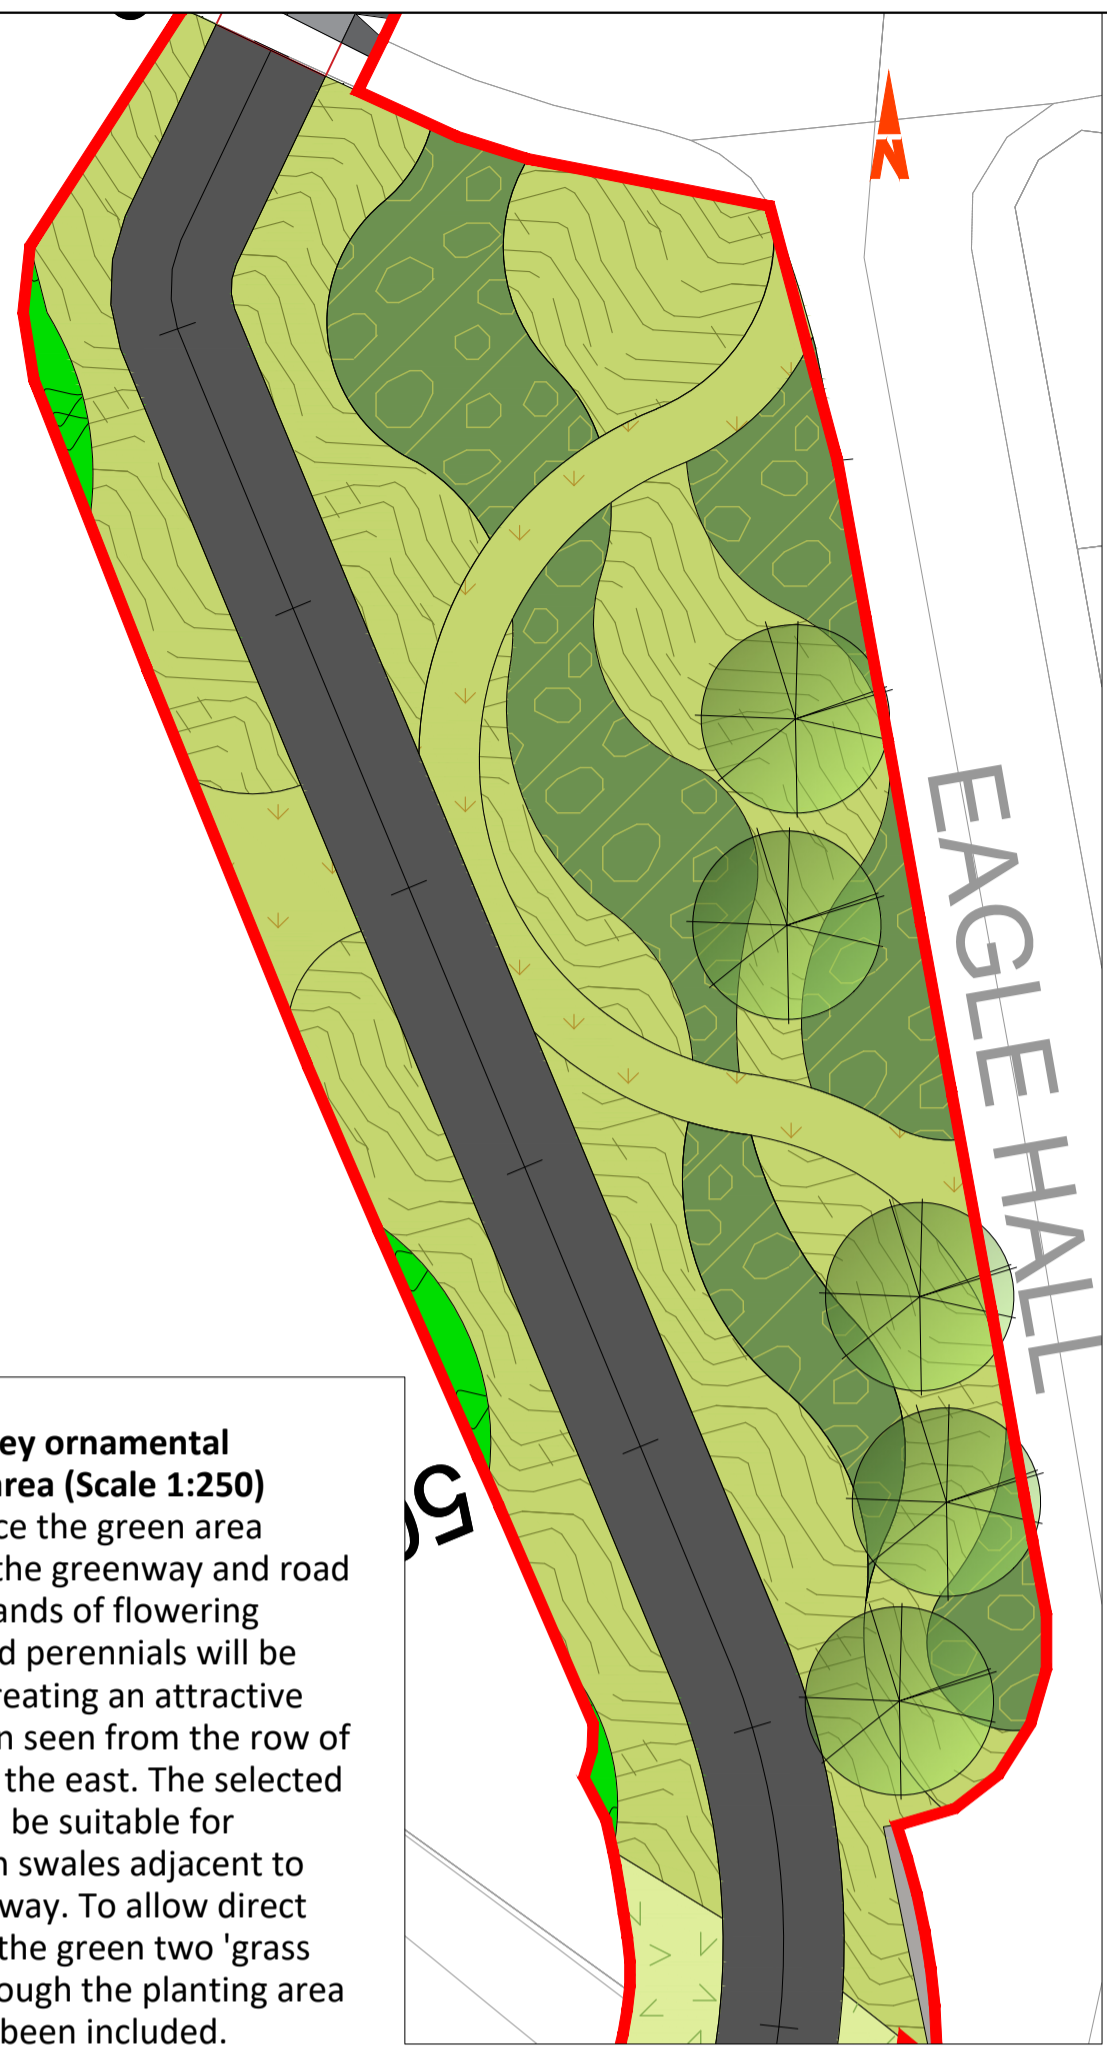 N
EAGLE HALL
5
ey ornamental
area (Scale 1:250)
ce the green area
the greenway and road
ands of flowering
d perennials will be
reating an attractive
n seen from the row of
the east. The selected
be suitable for
n swales adjacent to
way. To allow direct
the green two 'grass
ough the planting area
been included.